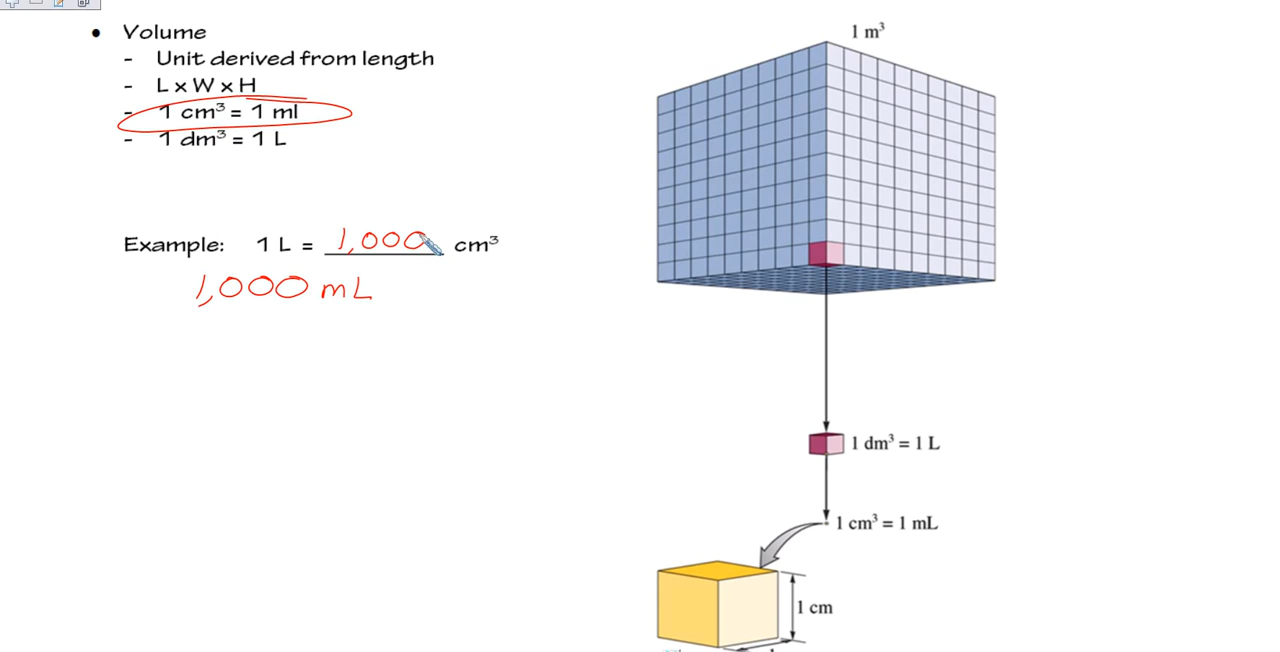 • Volume
- Unit derived from length
- L x W x H
- 1 cm³ = 1 ml
- 1 dm³ = 1 L
Example: 1 L = 1,000 cm³
1,000 mL
1 m³
1 dm³ = 1 L
1 cm³ = 1 mL
1 cm